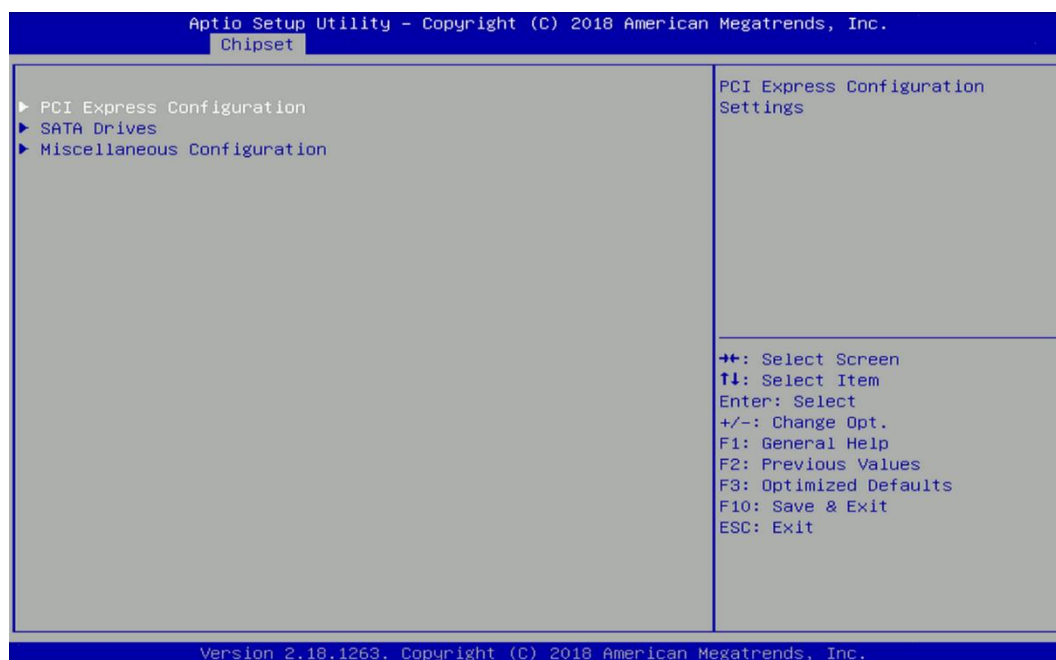 Aptio Setup Utility – Copyright (C) 2018 American Megatrends, Inc.
Chipset
► PCI Express Configuration
► SATA Drives
► Miscellaneous Configuration
PCI Express Configuration
Settings
→←: Select Screen
↑↓: Select Item
Enter: Select
+/-: Change Opt.
F1: General Help
F2: Previous Values
F3: Optimized Defaults
F10: Save & Exit
ESC: Exit
Version 2.18.1263. Copyright (C) 2018 American Megatrends, Inc.